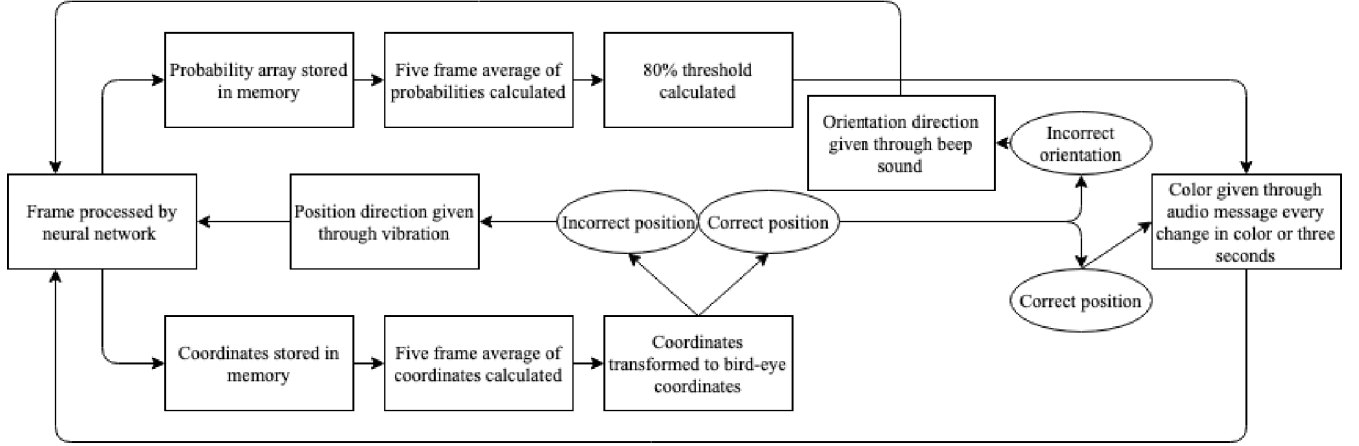 Probability array stored
in memory
Five frame average of
probabilities calculated
80% threshold
calculated
Orientation direction
given through beep
sound
Incorrect
orientation
Frame processed by
neural network
Position direction given
through vibration
Incorrect position
Correct position
Color given through
audio message every
change in color or three
seconds
Correct position
Coordinates stored in
memory
Five frame average of
coordinates calculated
Coordinates
transformed to bird-eye
coordinates